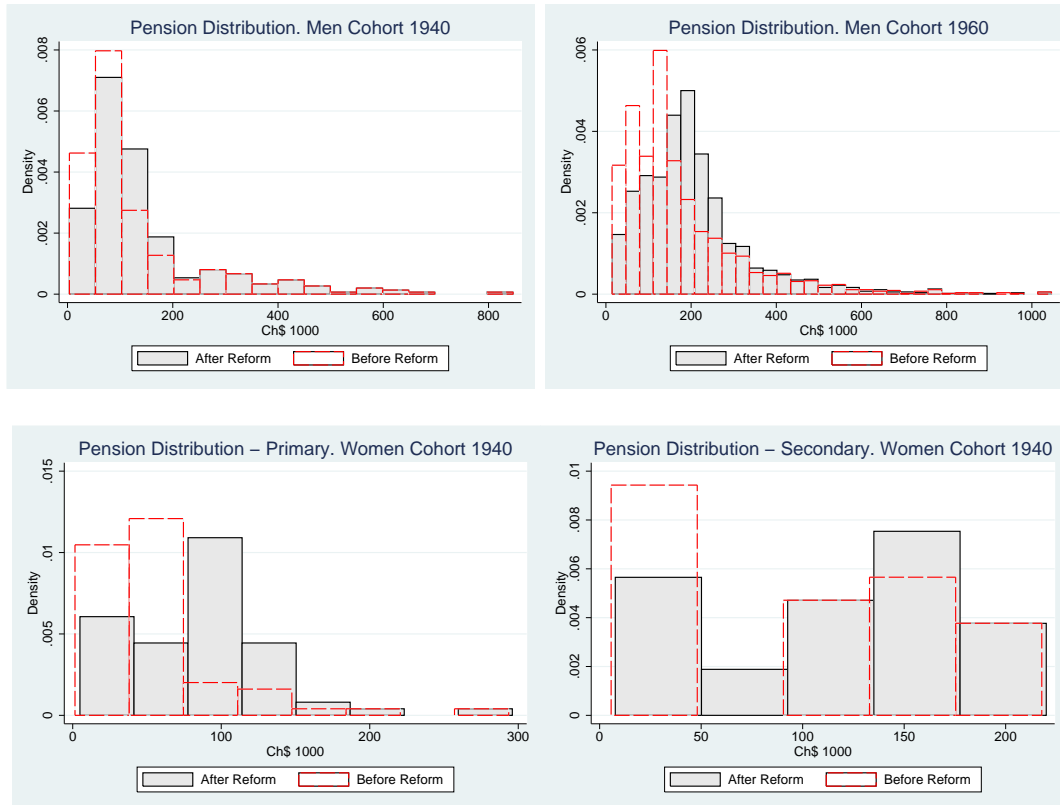 Pension Distribution. Men Cohort 1940
Density
0
.002
.004
.006
.008
0
200
400
600
800
Ch$ 1000
After Reform
Before Reform
Pension Distribution. Men Cohort 1960
Density
0
.002
.004
.006
0
200
400
600
800
1000
Ch$ 1000
After Reform
Before Reform
Pension Distribution – Primary. Women Cohort 1940
Density
0
.005
.01
.015
0
100
200
300
Ch$ 1000
After Reform
Before Reform
Pension Distribution – Secondary. Women Cohort 1940
Density
0
.002
.004
.006
.008
.01
0
50
100
150
200
Ch$ 1000
After Reform
Before Reform